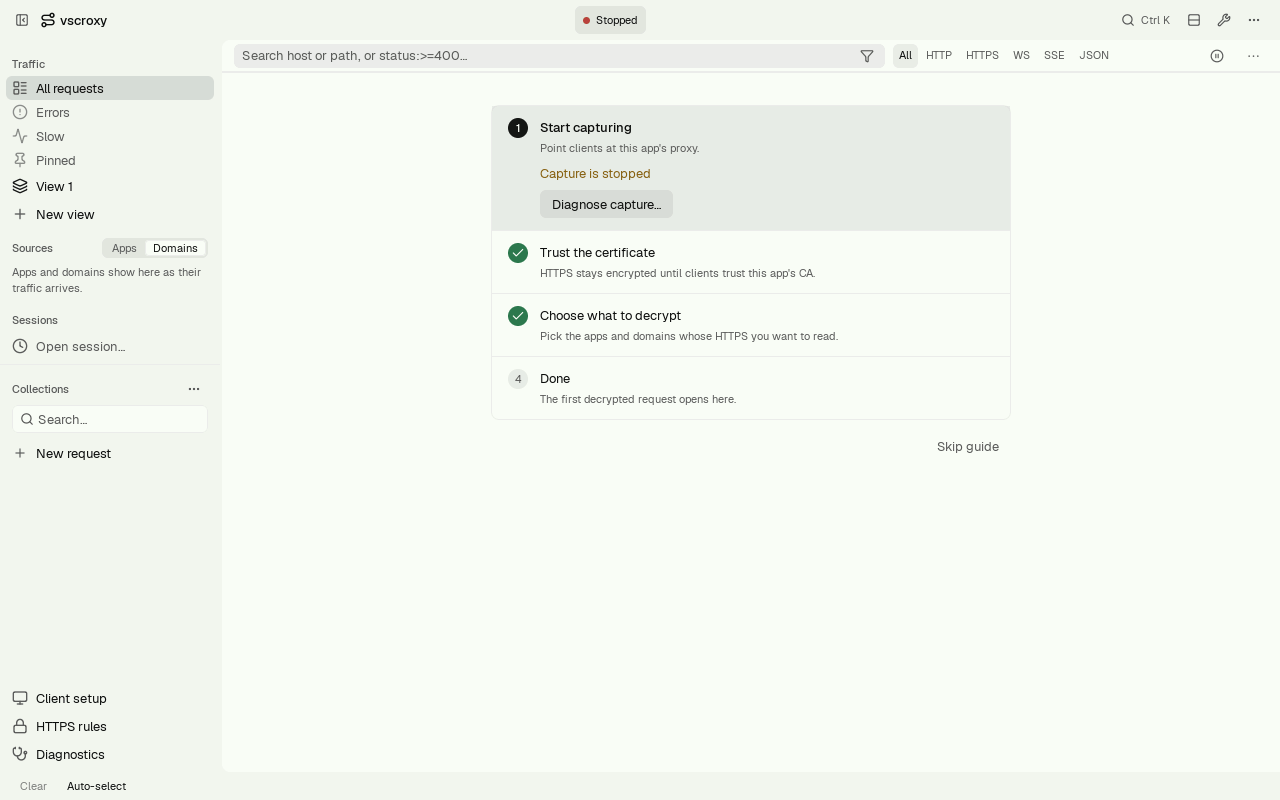 vscroxy
Stopped
Ctrl K
Traffic
All requests
Errors
Slow
Pinned
View 1
New view
Sources
Apps
Domains
Apps and domains show here as their
traffic arrives.
Sessions
Open session...
Collections
Search...
New request
Client setup
HTTPS rules
Diagnostics
Clear
Auto-select
Search host or path, or status:>=400...
All
HTTP
HTTPS
WS
SSE
JSON
1
Start capturing
Point clients at this app's proxy.
Capture is stopped
Diagnose capture...
Trust the certificate
HTTPS stays encrypted until clients trust this app's CA.
Choose what to decrypt
Pick the apps and domains whose HTTPS you want to read.
4
Done
The first decrypted request opens here.
Skip guide